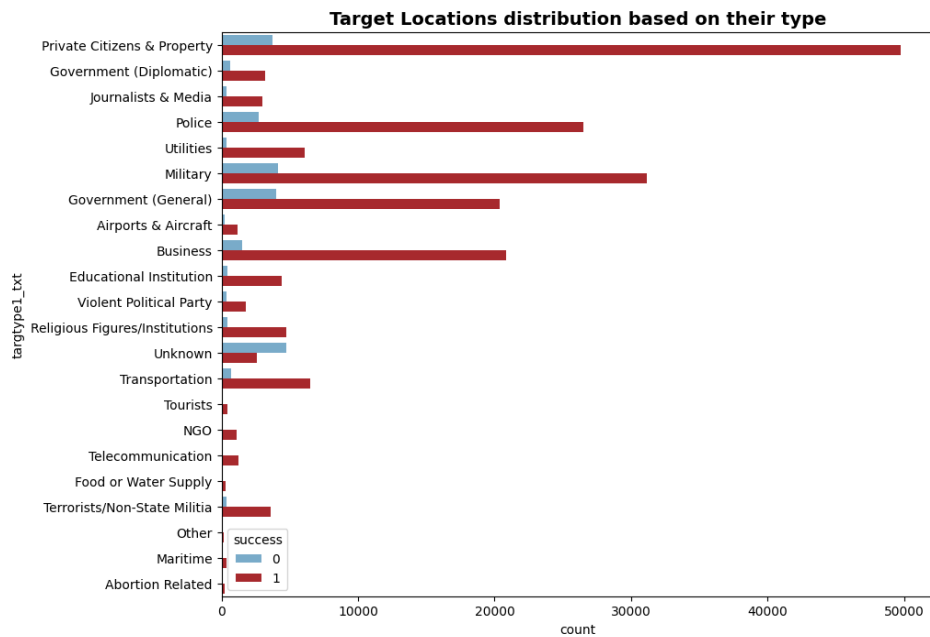 Target Locations distribution based on their type
Private Citizens & Property
Government (Diplomatic)
Journalists & Media
Police
Utilities
Military
Government (General)
Airports & Aircraft
Business
Educational Institution
Violent Political Party
Religious Figures/Institutions
Unknown
Transportation
Tourists
NGO
Telecommunication
Food or Water Supply
Terrorists/Non-State Militia
Other
Maritime
Abortion Related
targtype1_txt
success
0
1
0 10000 20000 30000 40000 50000
count